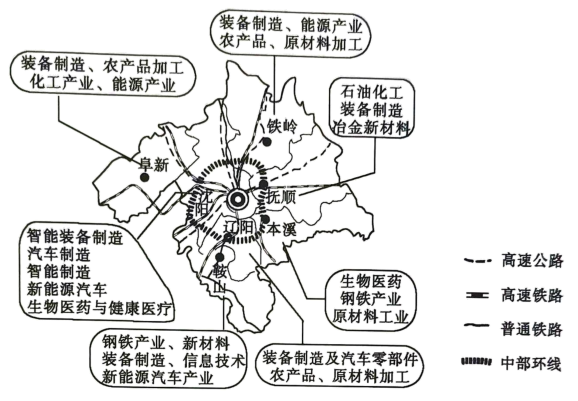 装备制造、能源产业
农产品、原材料加工
装备制造、农产品加工
化工产业、能源产业
石油化工
装备制造
冶金新材料
铁岭
阜新
沈阳
抚顺
辽阳
本溪
鞍山
智能装备制造
汽车制造
智能制造
新能源汽车
生物医药与健康医疗
生物医药
钢铁产业
原材料工业
钢铁产业、新材料
装备制造、信息技术
新能源汽车产业
装备制造及汽车零部件
农产品、原材料加工
高速公路
高速铁路
普通铁路
中部环线